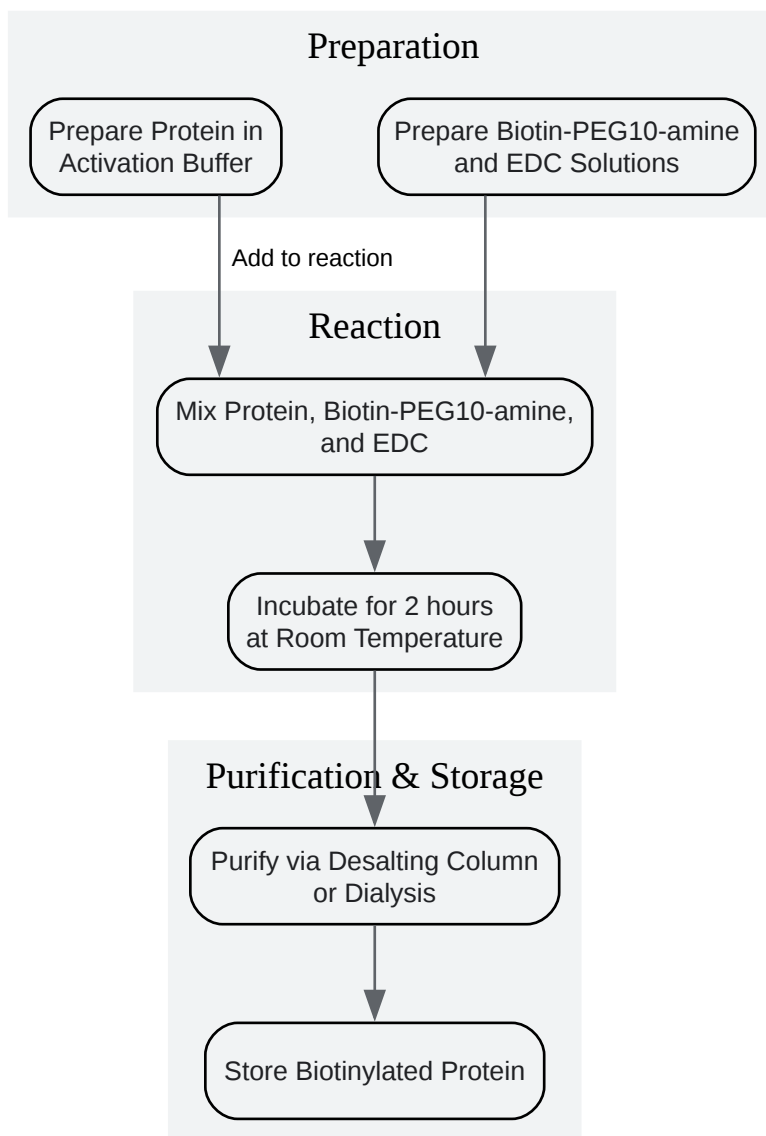 Preparation
Prepare Protein in
Activation Buffer
Prepare Biotin-PEG10-amine
and EDC Solutions
Add to reaction
Reaction
Mix Protein, Biotin-PEG10-amine,
and EDC
Incubate for 2 hours
at Room Temperature
Purification & Storage
Purify via Desalting Column
or Dialysis
Store Biotinylated Protein